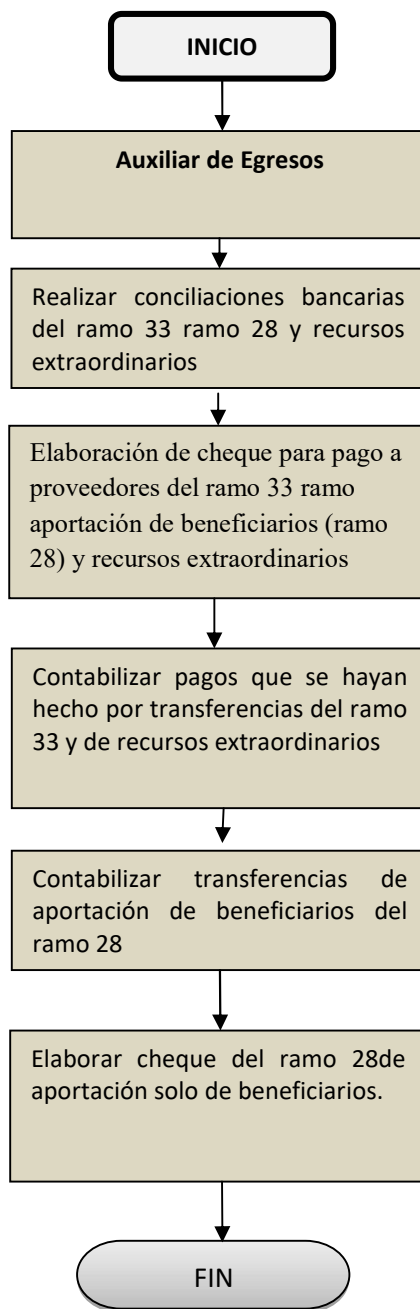 INICIO
Auxiliar de Egresos
Realizar conciliaciones bancarias
del ramo 33 ramo 28 y recursos
extraordinarios
Elaboración de cheque para pago a
proveedores del ramo 33 ramo
aportación de beneficiarios (ramo
28) y recursos extraordinarios
Contabilizar pagos que se hayan
hecho por transferencias del ramo
33 y de recursos extraordinarios
Contabilizar transferencias de
aportación de beneficiarios del
ramo 28
Elaborar cheque del ramo 28de
aportación solo de beneficiarios.
FIN